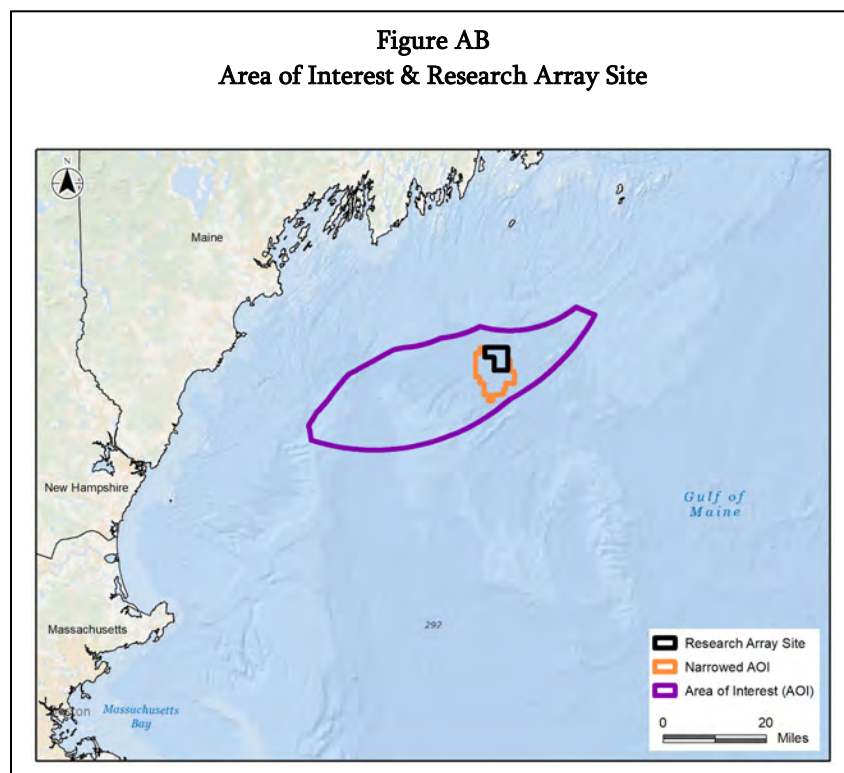 Figure AB
Area of Interest & Research Array Site
N
Maine
New Hampshire
Gulf of
Maine
Massachusetts
292
Massachusetts
Bay
Research Array Site
Narrowed AOI
Area of Interest (AOI)
0 20
Miles